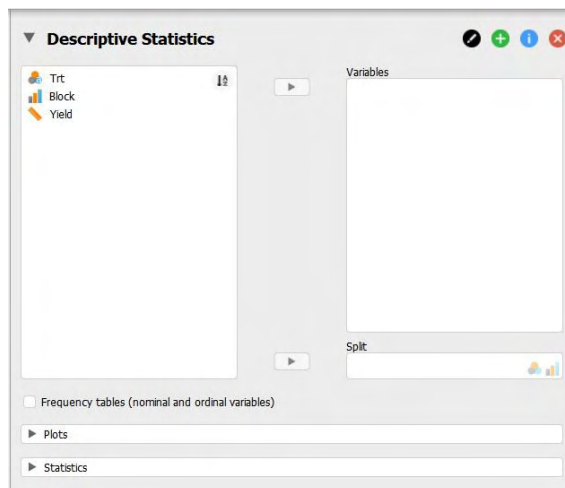 Descriptive Statistics
Trt
Block
Yield
Variables
Split
Frequency tables (nominal and ordinal variables)
Plots
Statistics